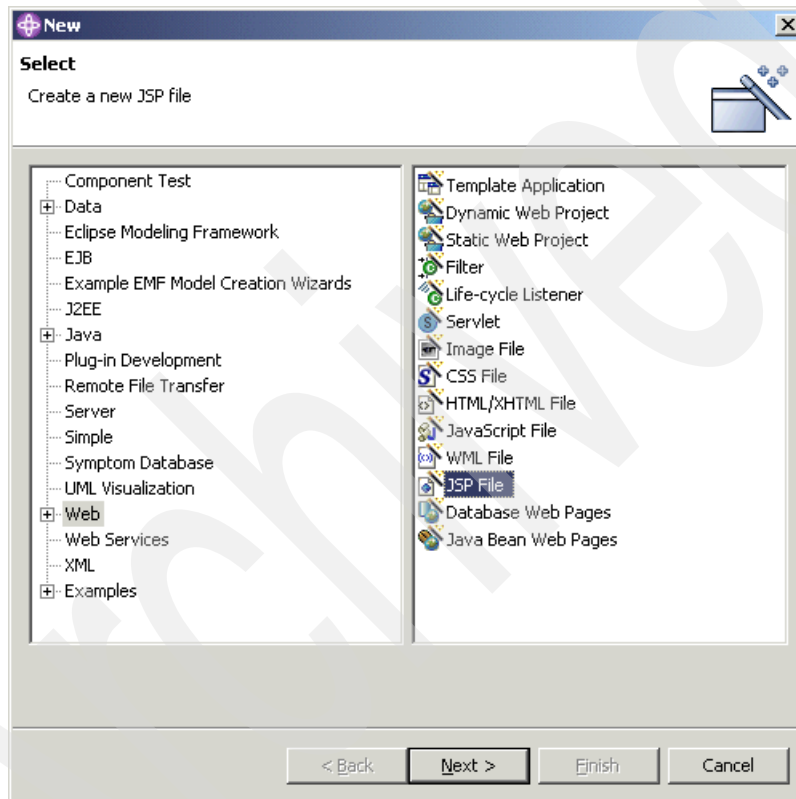 New
Select
Create a new JSP file
Component Test
Data
Eclipse Modeling Framework
EJB
Example EMF Model Creation Wizards
J2EE
Java
Plug-in Development
Remote File Transfer
Server
Simple
Symptom Database
UML Visualization
Web
Web Services
XML
Examples
Template Application
Dynamic Web Project
Static Web Project
Filter
Life-cycle Listener
Servlet
Image File
CSS File
HTML/XHTML File
JavaScript File
WML File
JSP File
Database Web Pages
Java Bean Web Pages
< Back
Next >
Finish
Cancel